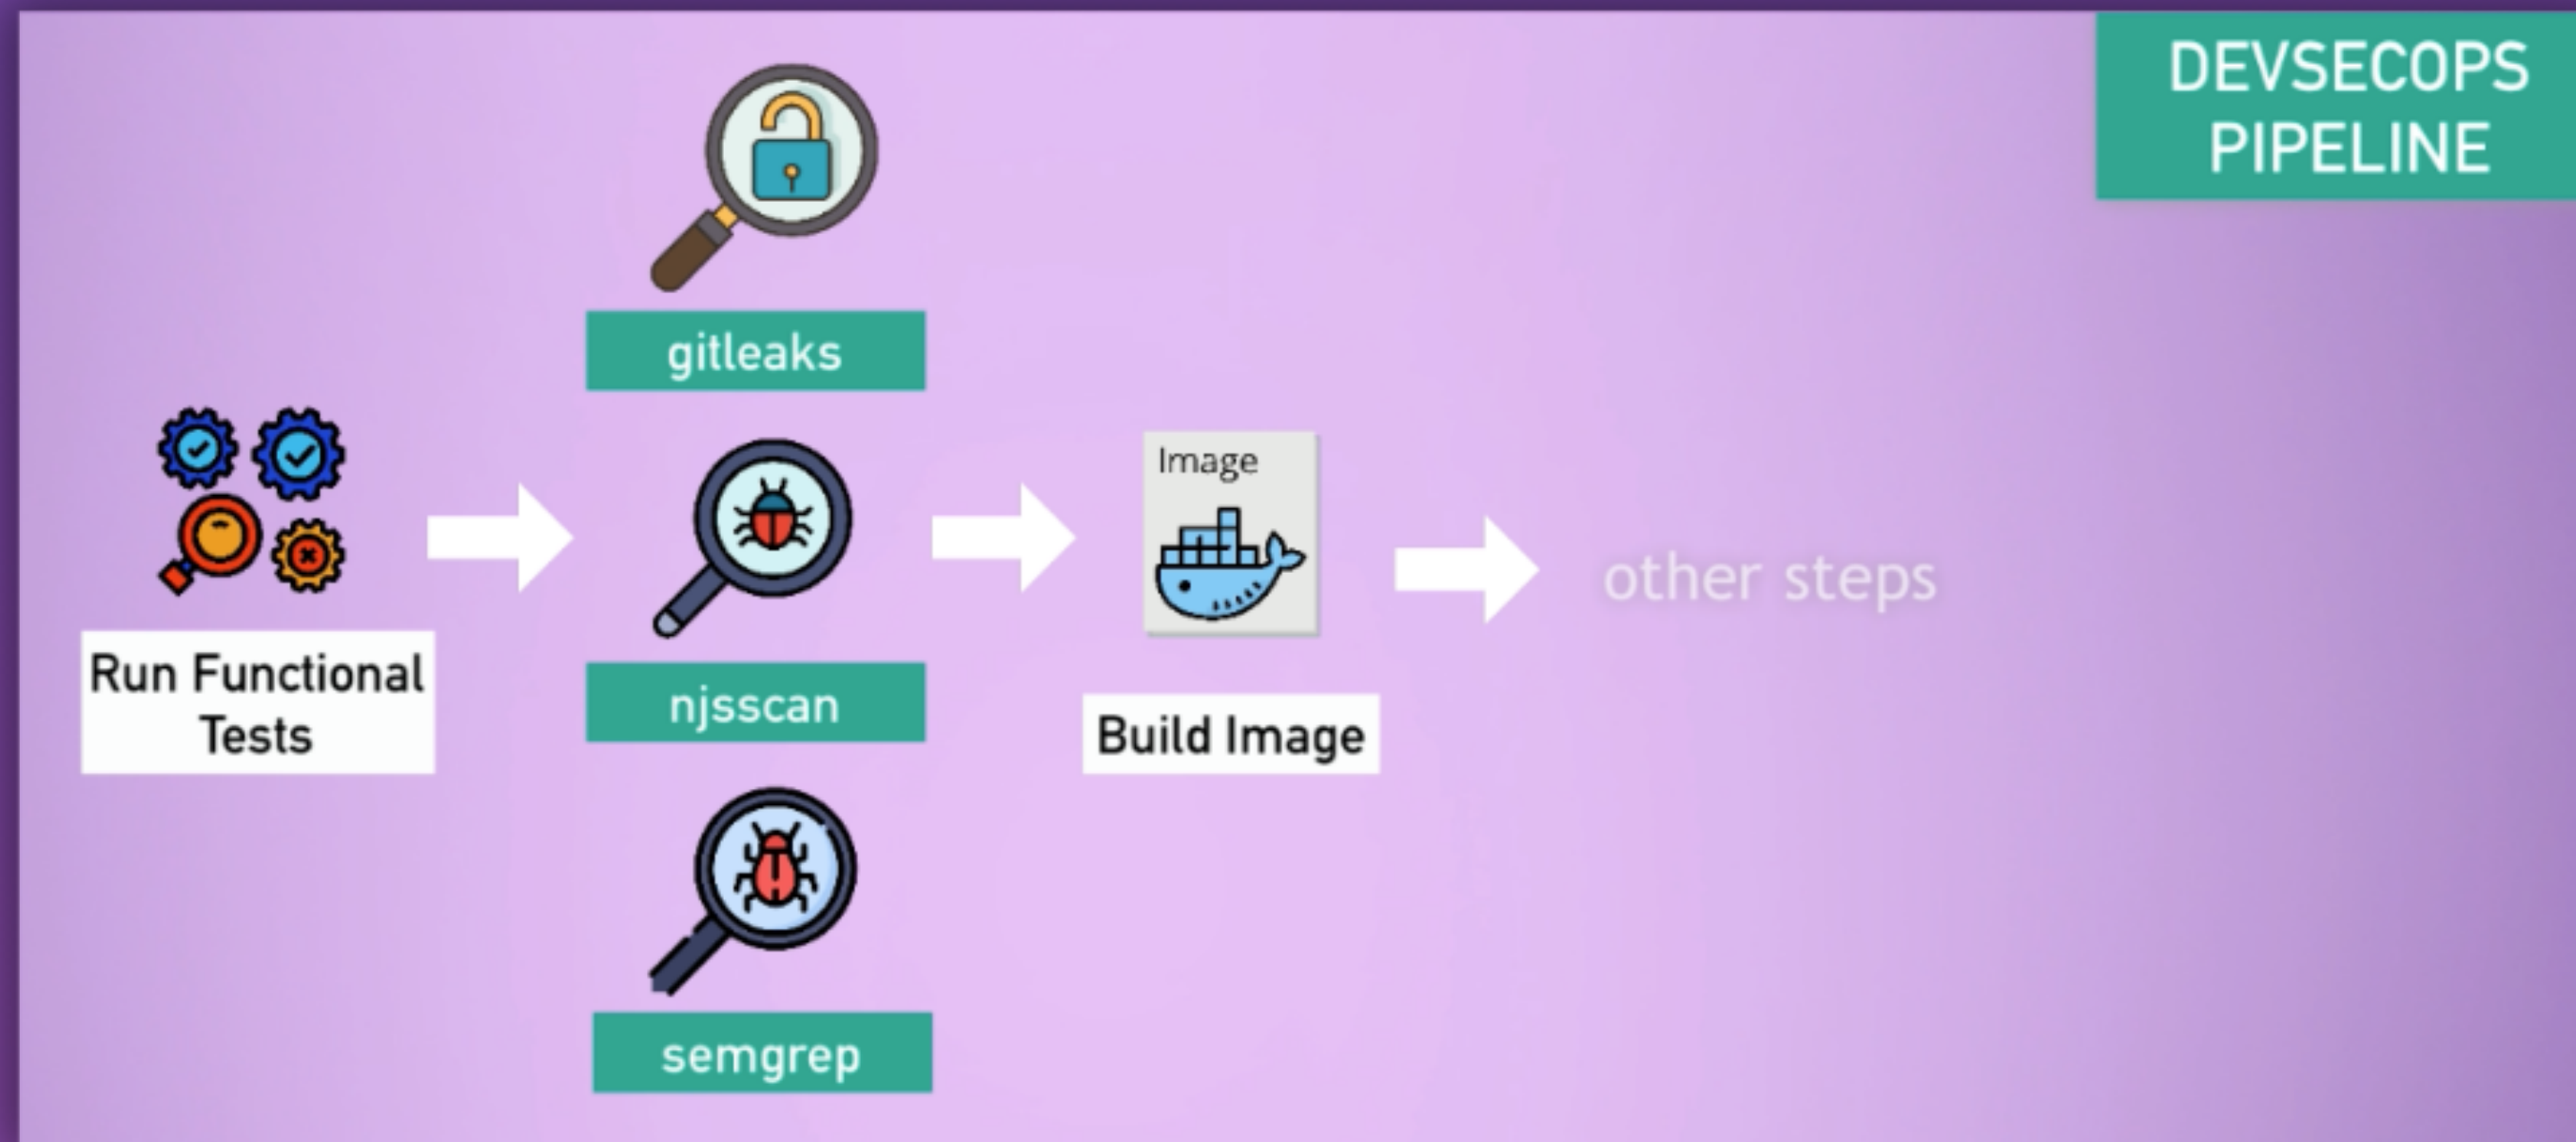 DEVSECOPS
PIPELINE
gitleaks
Run Functional
Tests
njsscan
Image
Build Image
other steps
semgrep